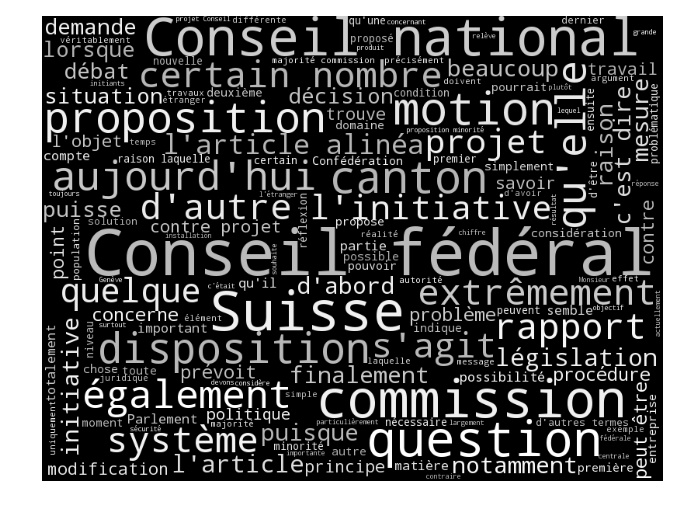 projet Conseil différente qu'une concernant dernier
demande véritablement Conseil national relève grande
lorsque nouvelle proposé produit majorité commission précisément
débat certain nombre beaucoup travail
initiants travaux étranger deuxième condition doivent argument plutôt
situation décision motion pourrait lequel ensuite
proposition trouve domaine qu'elle raison mesure problématique
l'objet temps l'article alinéa proposition minorité projet c'est dire
compte raison laquelle certain Confédération premier simplement d'être
aujourd'hui canton savoir d'avoir réponse
toujours l'étranger résultat
puisse d'autre l'initiative
solution contre projet réflexion propose réalité chiffre considération contre
point population installation partie possible pouvoir autorité
Conseil fédéral
Genève souhaite c'était qu'il Monsieur effet
quelque d'abord extrêmement
concerne élément Suisse problème peuvent semble objectif actuellement
initiative niveau surtout important indique rapport
dispositions s'agit législation
totalement chose toute prévoit laquelle message possibilité procédure
juridique devons considère finalement
également simple commission peut-être entreprise
uniquement moment Parlement politique particulièrement nécessaire largement d'autres termes
sécurité majorité exemple
système puisque question fédérale
minorité importante autre centrale
modification l'article principe matière notamment première
contraire